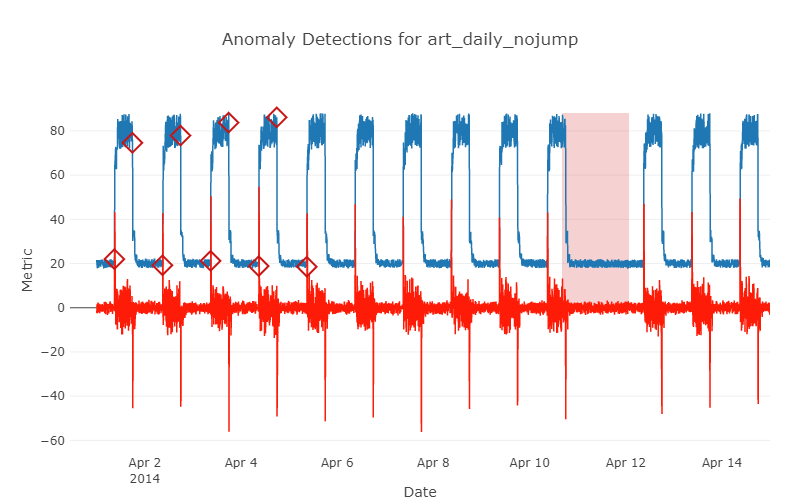 Anomaly Detections for art_daily_nojump
80
60
40
20
0
−20
−40
−60
Metric
Apr 2
2014
Apr 4
Apr 6
Apr 8
Apr 10
Apr 12
Apr 14
Date